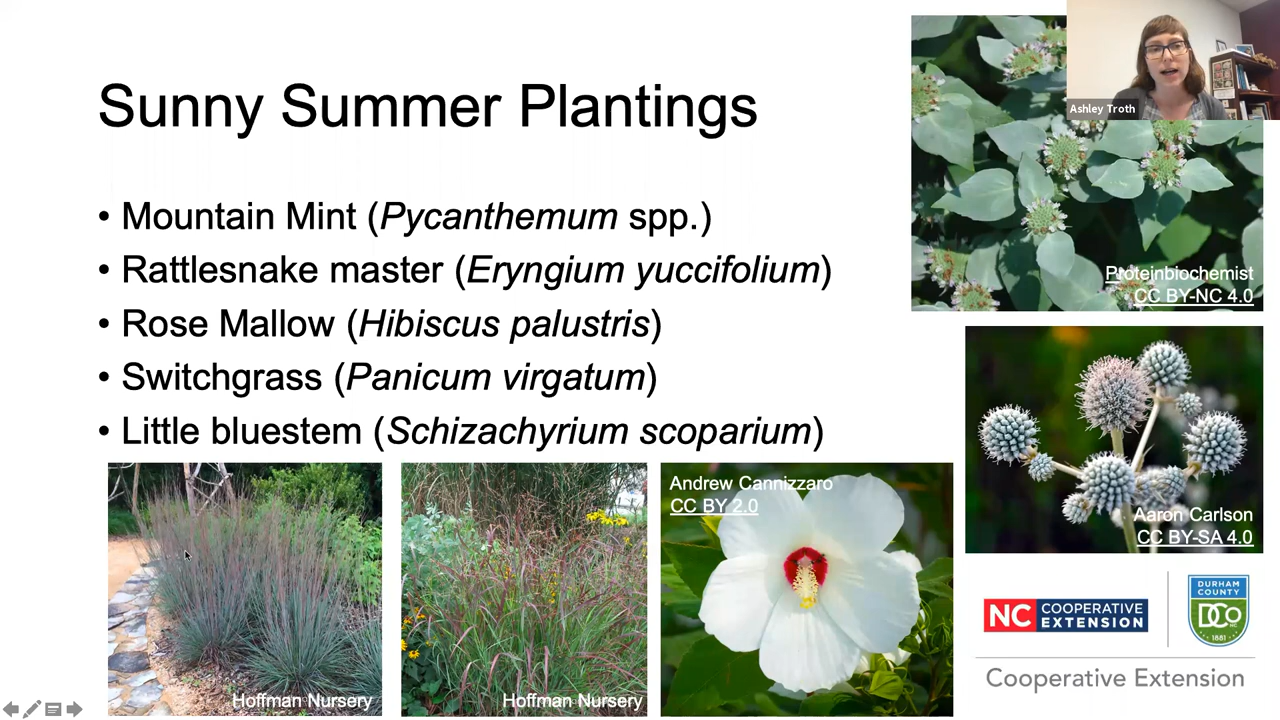 Sunny Summer Plantings
• Mountain Mint (Pycanthemum spp.)
• Rattlesnake master (Eryngium yuccifolium)
• Rose Mallow (Hibiscus palustris)
• Switchgrass (Panicum virgatum)
• Little bluestem (Schizachyrium scoparium)
Ashley Troth
Proteinbiochemist
CC BY-NC 4.0
Aaron Carlson
CC BY-SA 4.0
Hoffman Nursery
Hoffman Nursery
Andrew Cannizzaro
CC BY 2.0
NC COOPERATIVE
EXTENSION
DURHAM
COUNTY
DCo
NC
1881
Cooperative Extension